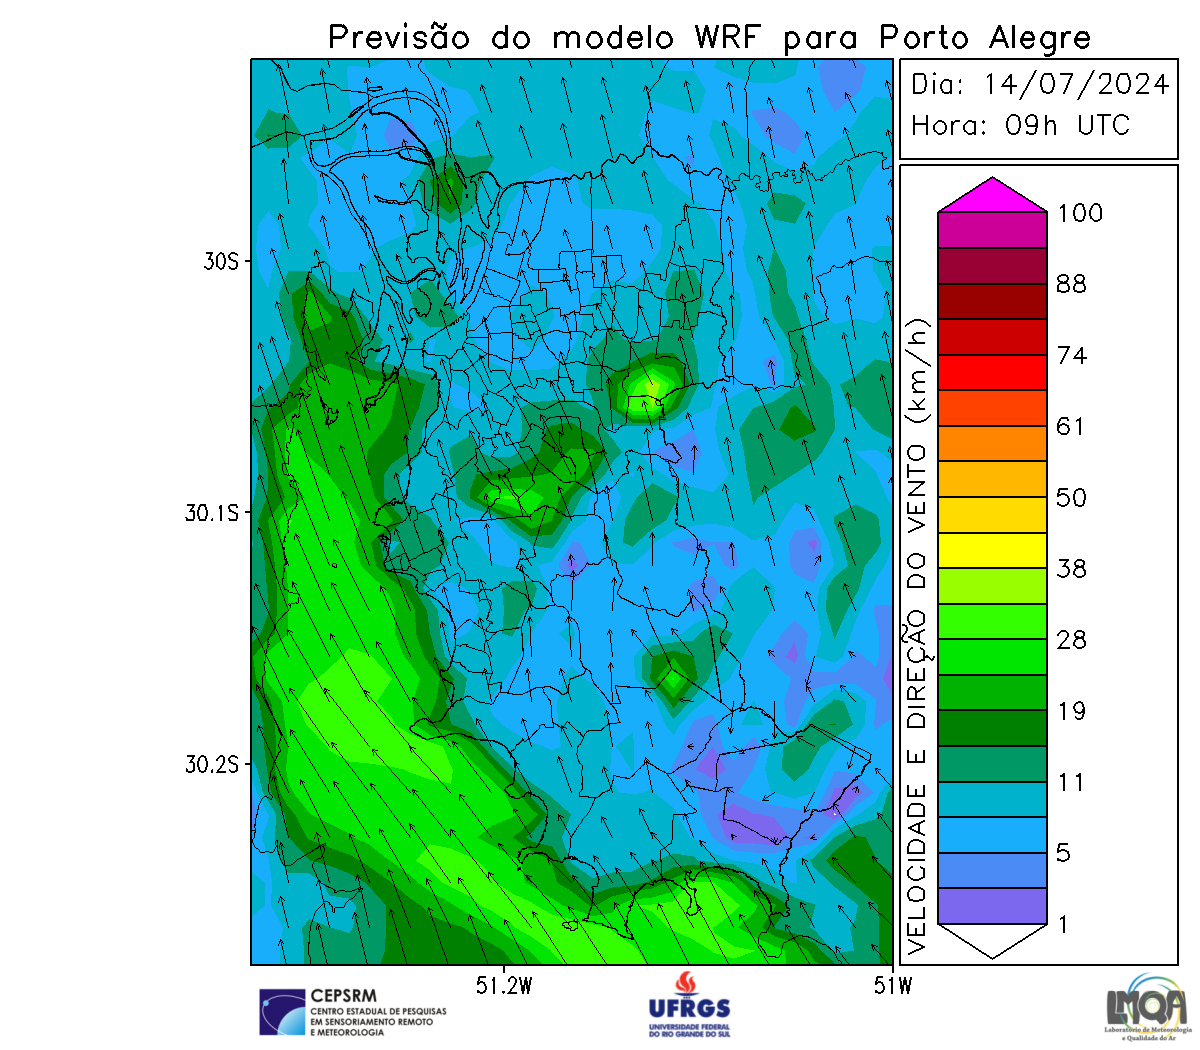 Previsão do modelo WRF para Porto Alegre
Dia: 14/07/2024
Hora: 09h UTC
30S
30.1S
30.2S
51.2W
51W
VELOCIDADE E DIREÇÃO DO VENTO (km/h)
100
88
74
61
50
38
28
19
11
5
1
CEPSRM
CENTRO ESTADUAL DE PESQUISAS
EM SENSORIAMENTO REMOTO
E METEOROLOGIA
UFRGS
UNIVERSIDADE FEDERAL
DO RIO GRANDE DO SUL
LMQA
Laboratório de Meteorologia
e Qualidade do Ar